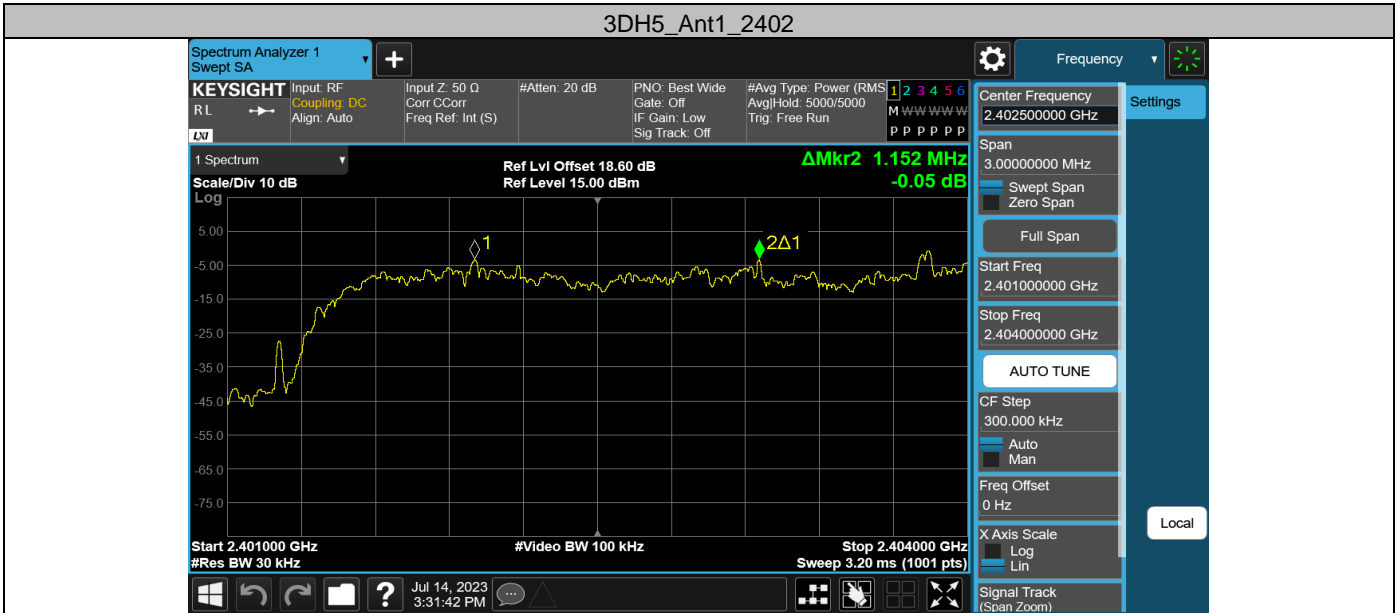 3DH5_Ant1_2402
Spectrum Analyzer 1
Swept SA
+
Frequency
KEYSIGHT
R L
LXI
Input: RF
Coupling: DC
Align: Auto
Input Z: 50 Ω
Corr CCorr
Freq Ref: Int (S)
#Atten: 20 dB
PNO: Best Wide
Gate: Off
IF Gain: Low
Sig Track: Off
#Avg Type: Power (RMS
Avg|Hold: 5000/5000
Trig: Free Run
1 2 3 4 5 6
M W W W W W
P P P P P P
1 Spectrum
Scale/Div 10 dB
Log
Ref Lvl Offset 18.60 dB
Ref Level 15.00 dBm
ΔMkr2 1.152 MHz
-0.05 dB
5.00
-5.00
-15.0
-25.0
-35.0
-45.0
-55.0
-65.0
-75.0
1
2Δ1
Start 2.401000 GHz
#Res BW 30 kHz
#Video BW 100 kHz
Stop 2.404000 GHz
Sweep 3.20 ms (1001 pts)
Center Frequency
2.402500000 GHz
Span
3.00000000 MHz
Swept Span
Zero Span
Full Span
Start Freq
2.401000000 GHz
Stop Freq
2.404000000 GHz
AUTO TUNE
CF Step
300.000 kHz
Auto
Man
Freq Offset
0 Hz
X Axis Scale
Log
Lin
Signal Track
(Span Zoom)
Settings
Local
?
Jul 14, 2023
3:31:42 PM